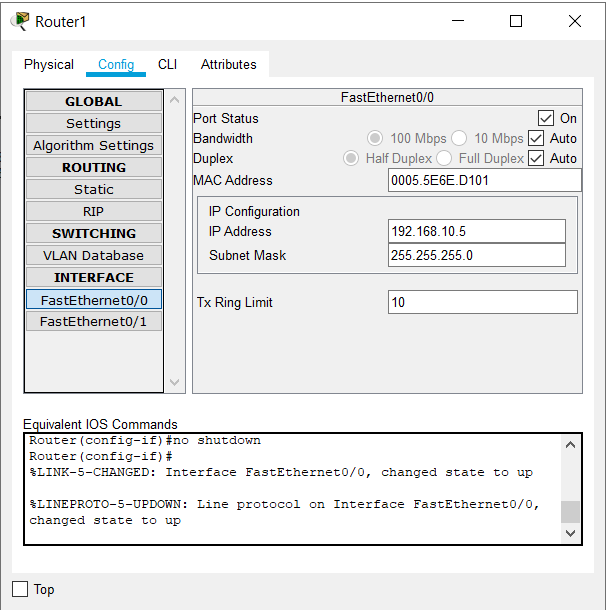 Router1
Physical Config CLI Attributes
GLOBAL
Settings
Algorithm Settings
ROUTING
Static
RIP
SWITCHING
VLAN Database
INTERFACE
FastEthernet0/0
FastEthernet0/1
FastEthernet0/0
Port Status On
Bandwidth 100 Mbps 10 Mbps Auto
Duplex Half Duplex Full Duplex Auto
MAC Address 0005.5E6E.D101
IP Configuration
IP Address 192.168.10.5
Subnet Mask 255.255.255.0
Tx Ring Limit 10
Equivalent IOS Commands
Router(config-if)#no shutdown
Router(config-if)#
%LINK-5-CHANGED: Interface FastEthernet0/0, changed state to up
%LINEPROTO-5-UPDOWN: Line protocol on Interface FastEthernet0/0,
changed state to up
Top